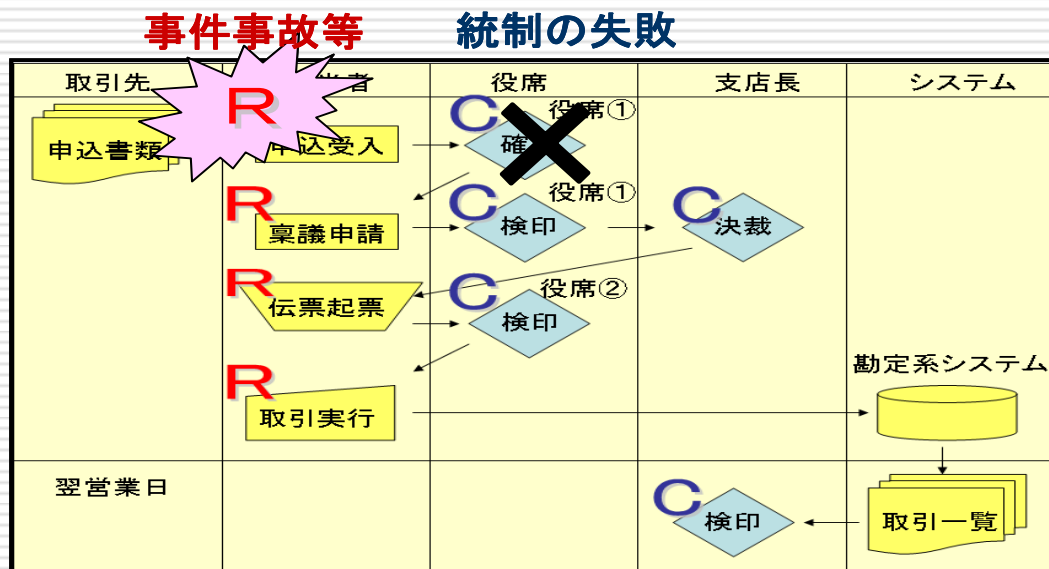 事件事故等 統制の失敗
取引先 当者 役席 支店長 システム
R
C 役席①
申込書類 申込受入 確
R C 役席① C
稟議申請 検印 決裁
R C 役席②
伝票起票 検印
勘定系システム
R
取引実行
翌営業日
C
検印 取引一覧